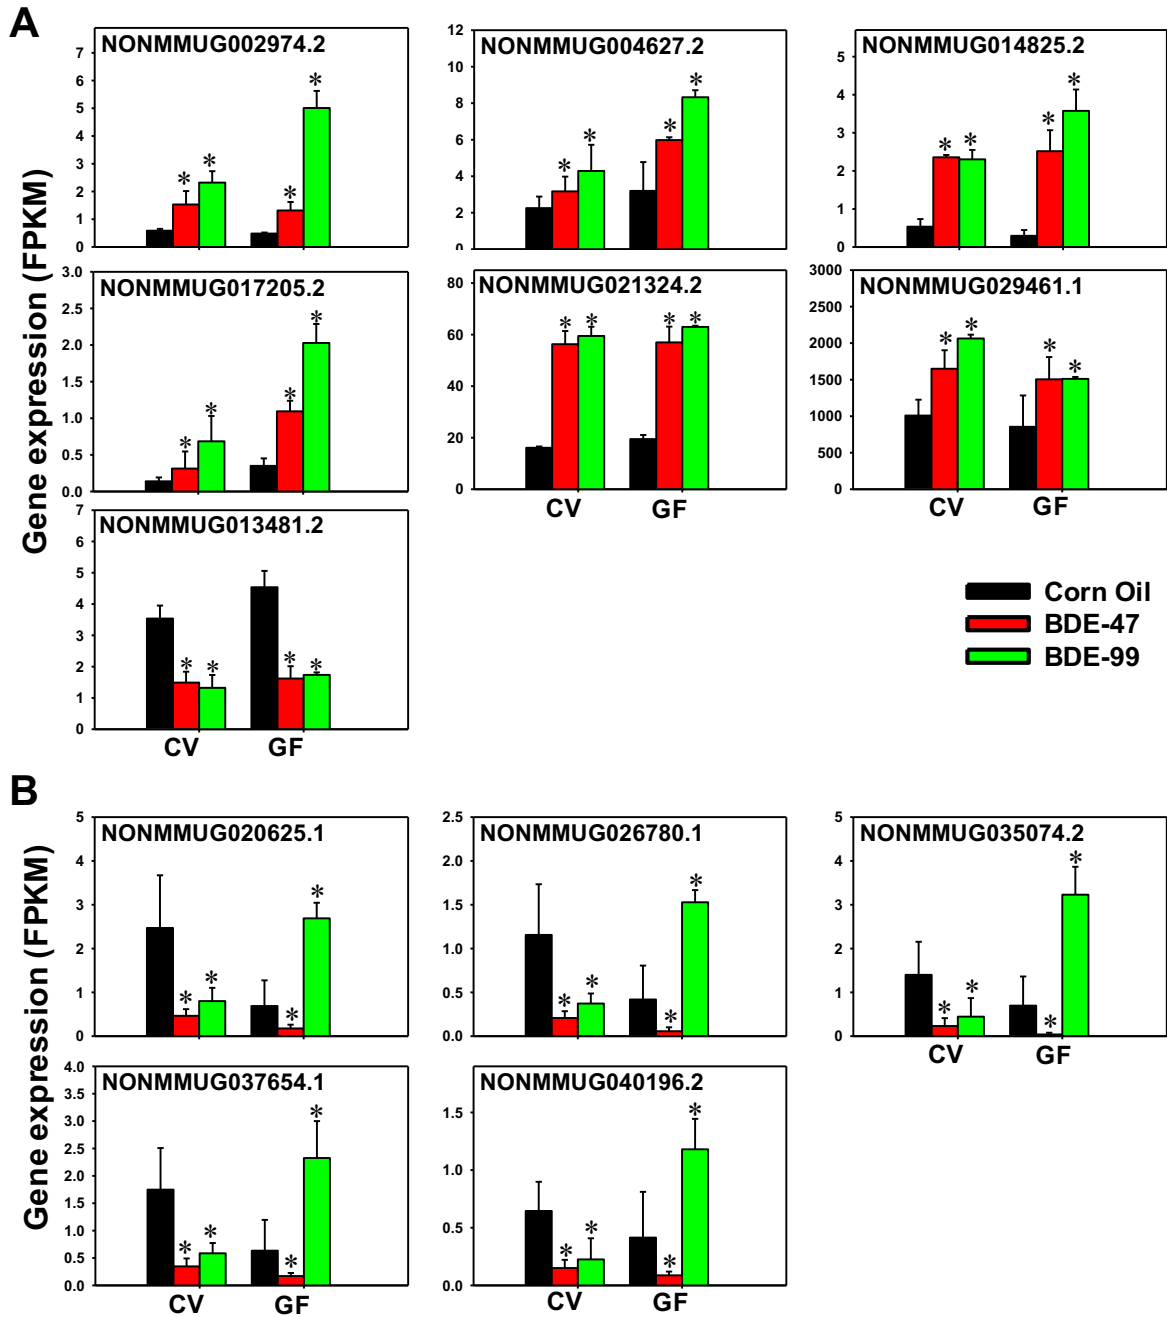 A
Gene expression (FPKM)
NONMMUG002974.2
7
6
5
4
3
2
1
0
* * * *
NONMMUG004627.2
12
10
8
6
4
2
0
* * * *
NONMMUG014825.2
5
4
3
2
1
0
* * * *
NONMMUG017205.2
3.0
2.5
2.0
1.5
1.0
0.5
0.0
* * * *
NONMMUG021324.2
80
60
40
20
0
* * * *
CV GF
NONMMUG029461.1
3000
2500
2000
1500
1000
500
0
* * * *
CV GF
NONMMUG013481.2
7
6
5
4
3
2
1
0
* * * *
CV GF
Corn Oil
BDE-47
BDE-99
B
Gene expression (FPKM)
NONMMUG020625.1
5
4
3
2
1
0
* * * *
NONMMUG026780.1
2.5
2.0
1.5
1.0
0.5
0.0
* * * *
NONMMUG035074.2
5
4
3
2
1
0
* * * *
CV GF
NONMMUG037654.1
4.0
3.5
3.0
2.5
2.0
1.5
1.0
0.5
0.0
* * * *
CV GF
NONMMUG040196.2
1.5
1.0
0.5
0.0
* * * *
CV GF